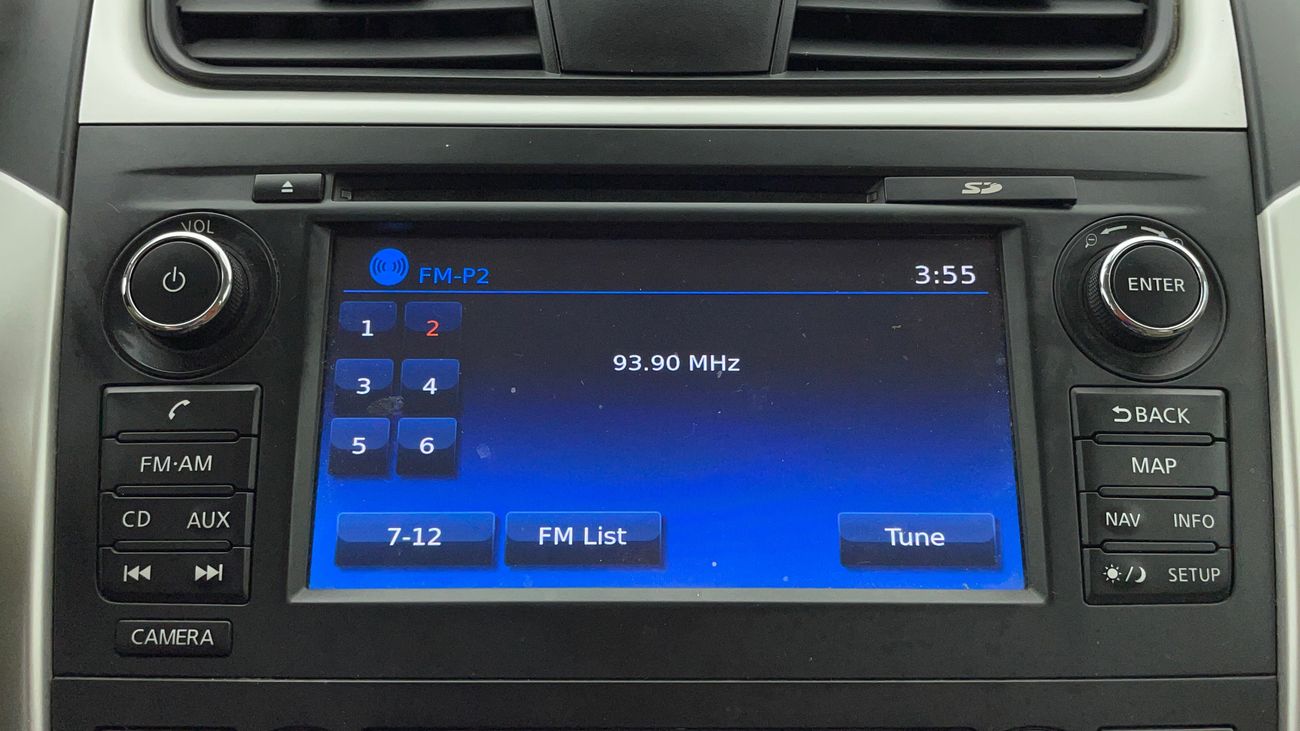 SD
VOL
FM-P2
3:55
ENTER
1 2
93.90 MHz
3 4
5 6
7-12 FM List Tune
FM·AM
CD AUX
CAMERA
BACK
MAP
NAV INFO
SETUP